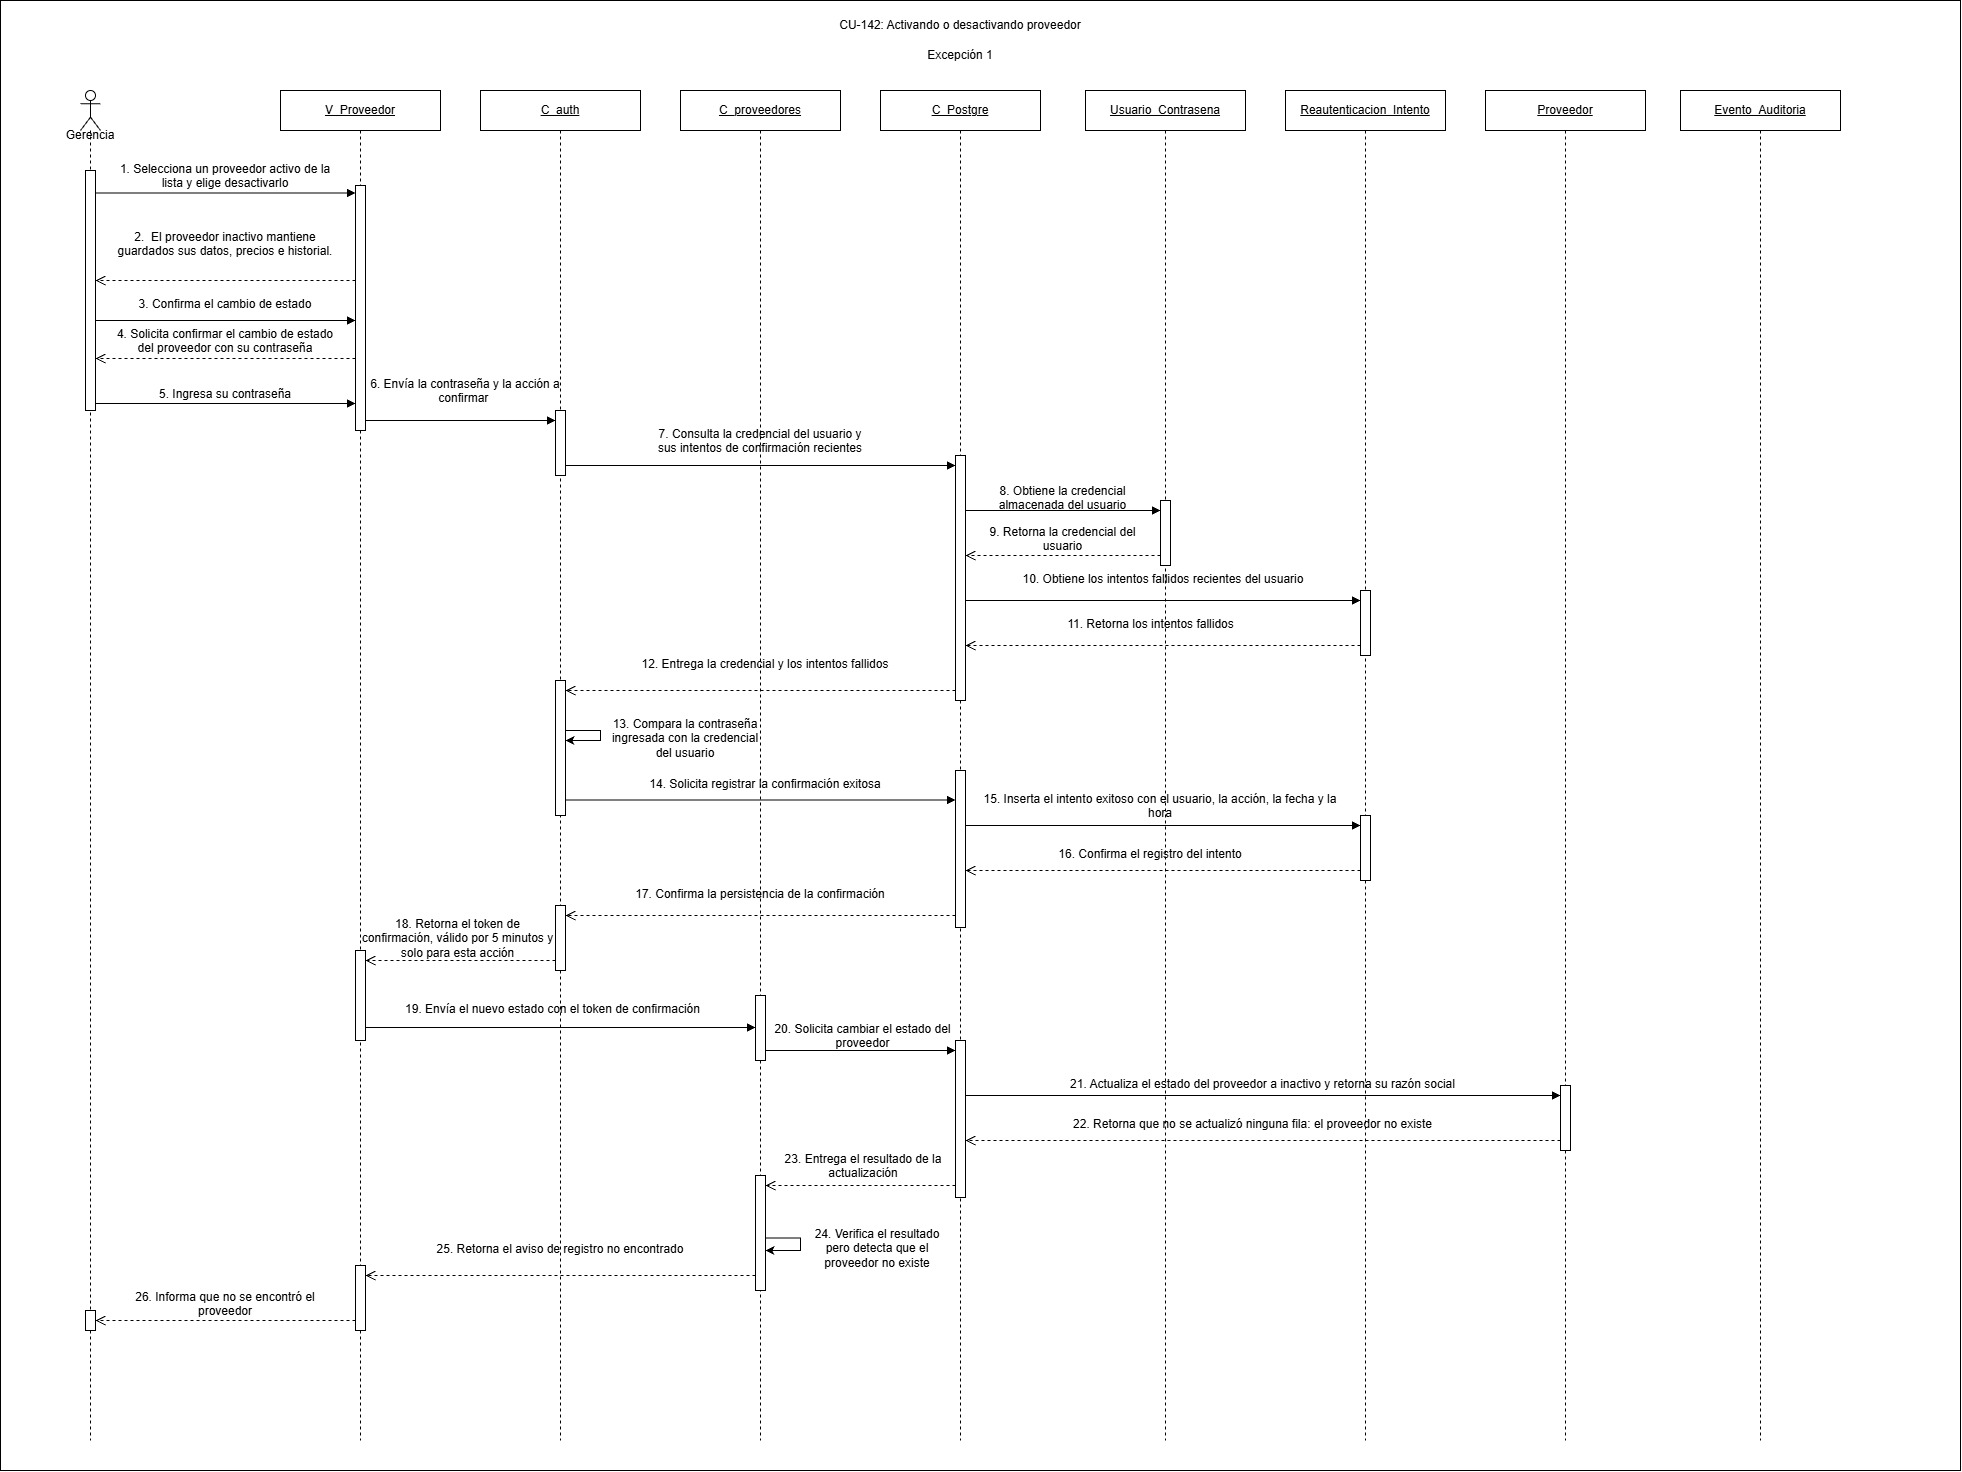 CU-142: Activando o desactivando proveedor
Excepción 1
Gerencia
V_Proveedor
C_auth
C_proveedores
C_Postgre
Usuario_Contrasena
Reautenticacion_Intento
Proveedor
Evento_Auditoria
1. Selecciona un proveedor activo de la
lista y elige desactivarlo
2.  El proveedor inactivo mantiene
guardados sus datos, precios e historial.
3. Confirma el cambio de estado
4. Solicita confirmar el cambio de estado
del proveedor con su contraseña
5. Ingresa su contraseña
6. Envía la contraseña y la acción a
confirmar
7. Consulta la credencial del usuario y
sus intentos de confirmación recientes
8. Obtiene la credencial
almacenada del usuario
9. Retorna la credencial del
usuario
10. Obtiene los intentos fallidos recientes del usuario
11. Retorna los intentos fallidos
12. Entrega la credencial y los intentos fallidos
13. Compara la contraseña
ingresada con la credencial
del usuario
14. Solicita registrar la confirmación exitosa
15. Inserta el intento exitoso con el usuario, la acción, la fecha y la
hora
16. Confirma el registro del intento
17. Confirma la persistencia de la confirmación
18. Retorna el token de
confirmación, válido por 5 minutos y
solo para esta acción
19. Envía el nuevo estado con el token de confirmación
20. Solicita cambiar el estado del
proveedor
21. Actualiza el estado del proveedor a inactivo y retorna su razón social
22. Retorna que no se actualizó ninguna fila: el proveedor no existe
23. Entrega el resultado de la
actualización
24. Verifica el resultado
pero detecta que el
proveedor no existe
25. Retorna el aviso de registro no encontrado
26. Informa que no se encontró el
proveedor